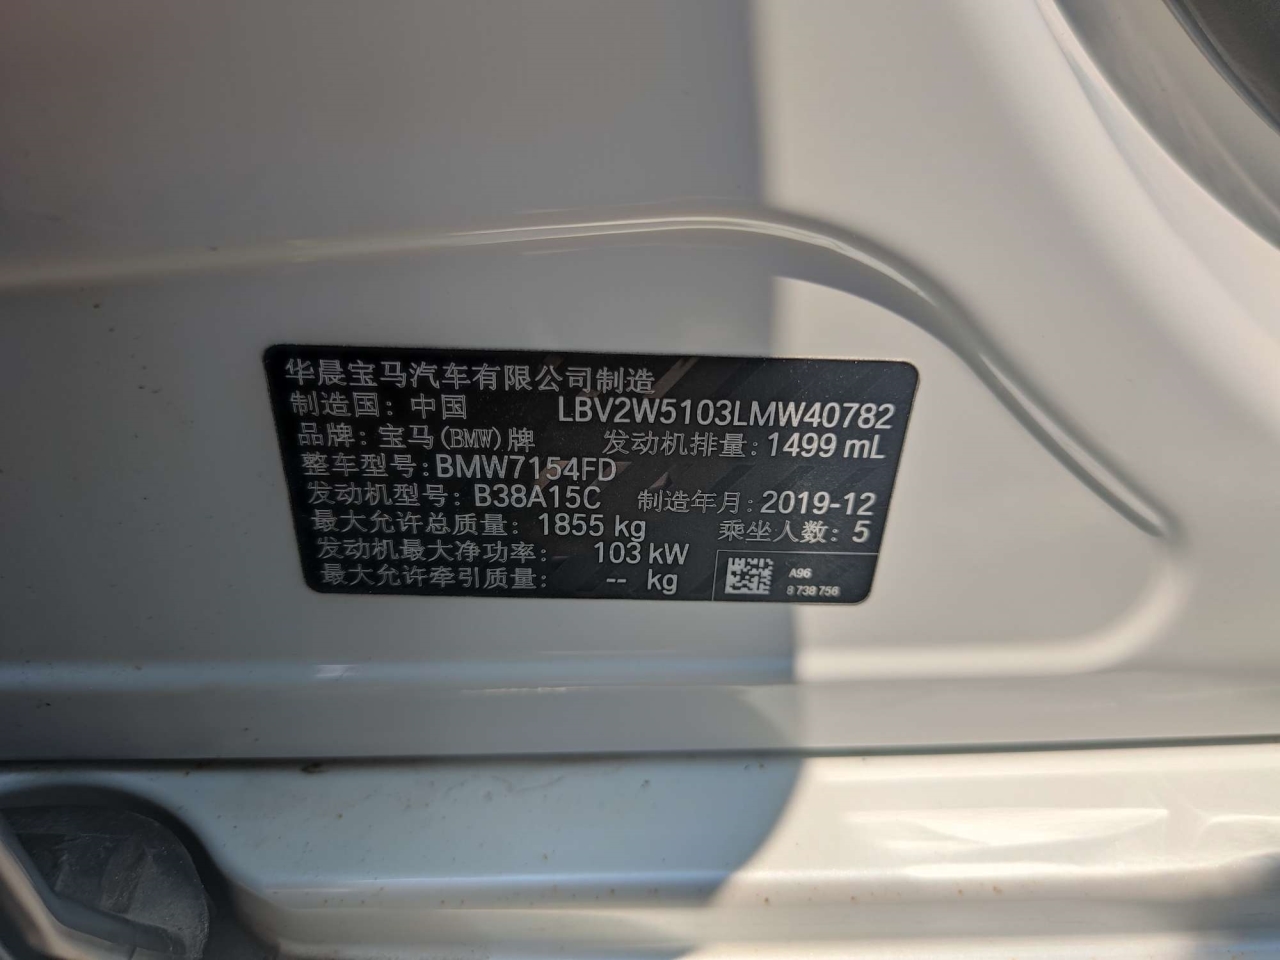 华晨宝马汽车有限公司制造
制造国：中国 LBV2W5103LMW40782
品牌：宝马(BMW)牌 发动机排量：1499 mL
整车型号：BMW7154FD
发动机型号：B38A15C 制造年月：2019-12
最大允许总质量：1855 kg 乘坐人数：5
发动机最大净功率：103 kW
最大允许牵引质量：-- kg
A96
8 738 756